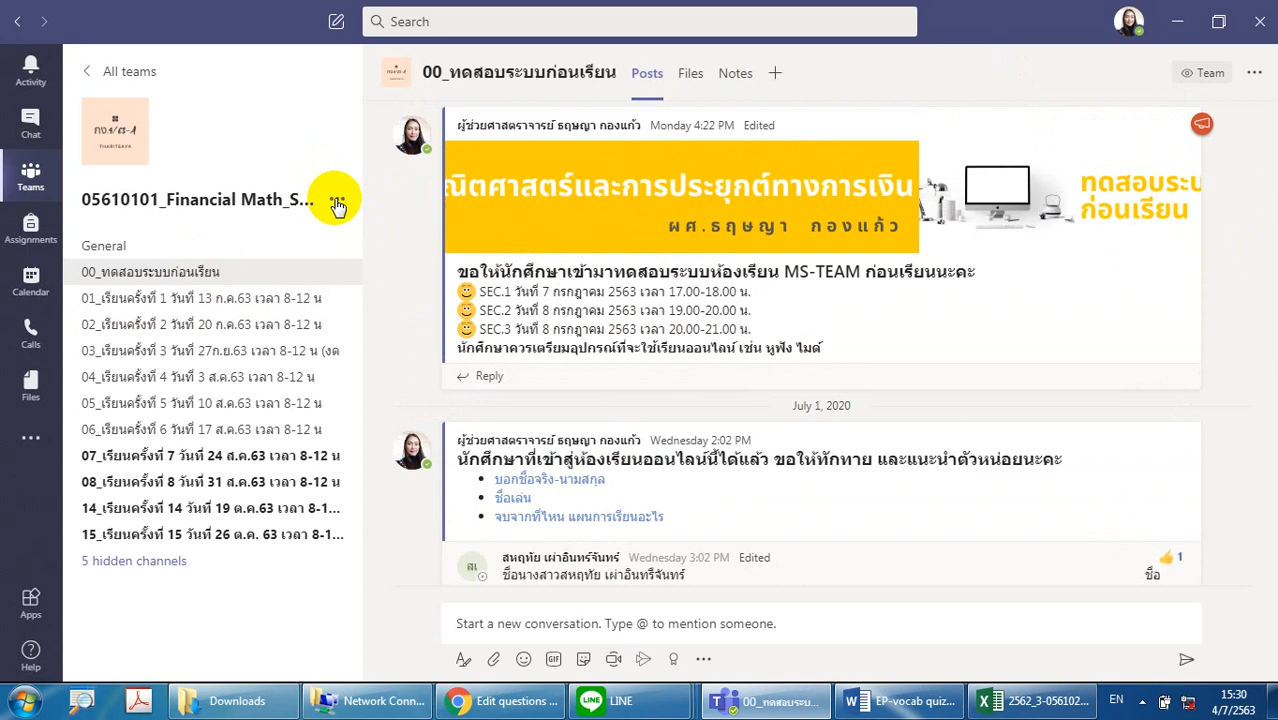 Search
Activity
Chat
Teams
Assignments
Calendar
Calls
Files
Apps
Help
All teams
05610101_Financial Math_S...
General
00_ทดสอบระบบก่อนเรียน
01_เรียนครั้งที่ 1 วันที่ 13 ก.ค.63 เวลา 8-12 น
02_เรียนครั้งที่ 2 วันที่ 20 ก.ค.63 เวลา 8-12 น
03_เรียนครั้งที่ 3 วันที่ 27ก.ย.63 เวลา 8-12 น (งด
04_เรียนครั้งที่ 4 วันที่ 3 ส.ค.63 เวลา 8-12 น
05_เรียนครั้งที่ 5 วันที่ 10 ส.ค.63 เวลา 8-12 น
06_เรียนครั้งที่ 6 วันที่ 17 ส.ค.63 เวลา 8-12 น
07_เรียนครั้งที่ 7 วันที่ 24 ส.ค.63 เวลา 8-12 น
08_เรียนครั้งที่ 8 วันที่ 31 ส.ค.63 เวลา 8-12 น
14_เรียนครั้งที่ 14 วันที่ 19 ต.ค. 63 เวลา 8-1...
15_เรียนครั้งที่ 15 วันที่ 26 ต.ค. 63 เวลา 8-1...
5 hidden channels
00_ทดสอบระบบก่อนเรียน Posts Files Notes
Team
ผู้ช่วยศาสตราจารย์ ธฤษญา กองแก้ว Monday 4:22 PM Edited
ณิตศาสตร์และการประยุกต์ทางการเงิน
ผศ.ธฤษญา กองแก้ว
ทดสอบระบ
ก่อนเรียน
ขอให้นักศึกษาเข้ามาทดสอบระบบห้องเรียน MS-TEAM ก่อนเรียนนะคะ
SEC.1 วันที่ 7 กรกฎาคม 2563 เวลา 17.00-18.00 น.
SEC.2 วันที่ 8 กรกฎาคม 2563 เวลา 19.00-20.00 น.
SEC.3 วันที่ 8 กรกฎาคม 2563 เวลา 20.00-21.00 น.
นักศึกษาควรเตรียมอุปกรณ์ที่จะใช้เรียนออนไลน์ เช่น หูฟัง ไมค์
Reply
July 1, 2020
ผู้ช่วยศาสตราจารย์ ธฤษญา กองแก้ว Wednesday 2:02 PM
นักศึกษาที่เข้าสู่ห้องเรียนออนไลน์นี้ได้แล้ว ขอให้ทักทาย และแนะนำตัวหน่อยนะคะ
บอกชื่อจริง-นามสกุล
ชื่อเล่น
จบจากที่ไหน แผนการเรียนอะไร
สเ
สหฤทัย เผ่าอินทร์จันทร์ Wednesday 3:02 PM Edited
1
ชื่อนางสาวสหฤทัย เผ่าอินทร์จันทร์ ชื่อ
Start a new conversation. Type @ to mention someone.
GIF
Downloads
Network Conn...
Edit questions ...
LINE
00_ทดสอบระบ...
EP-vocab quiz...
2562_3-056102...
EN
15:30
4/7/2563